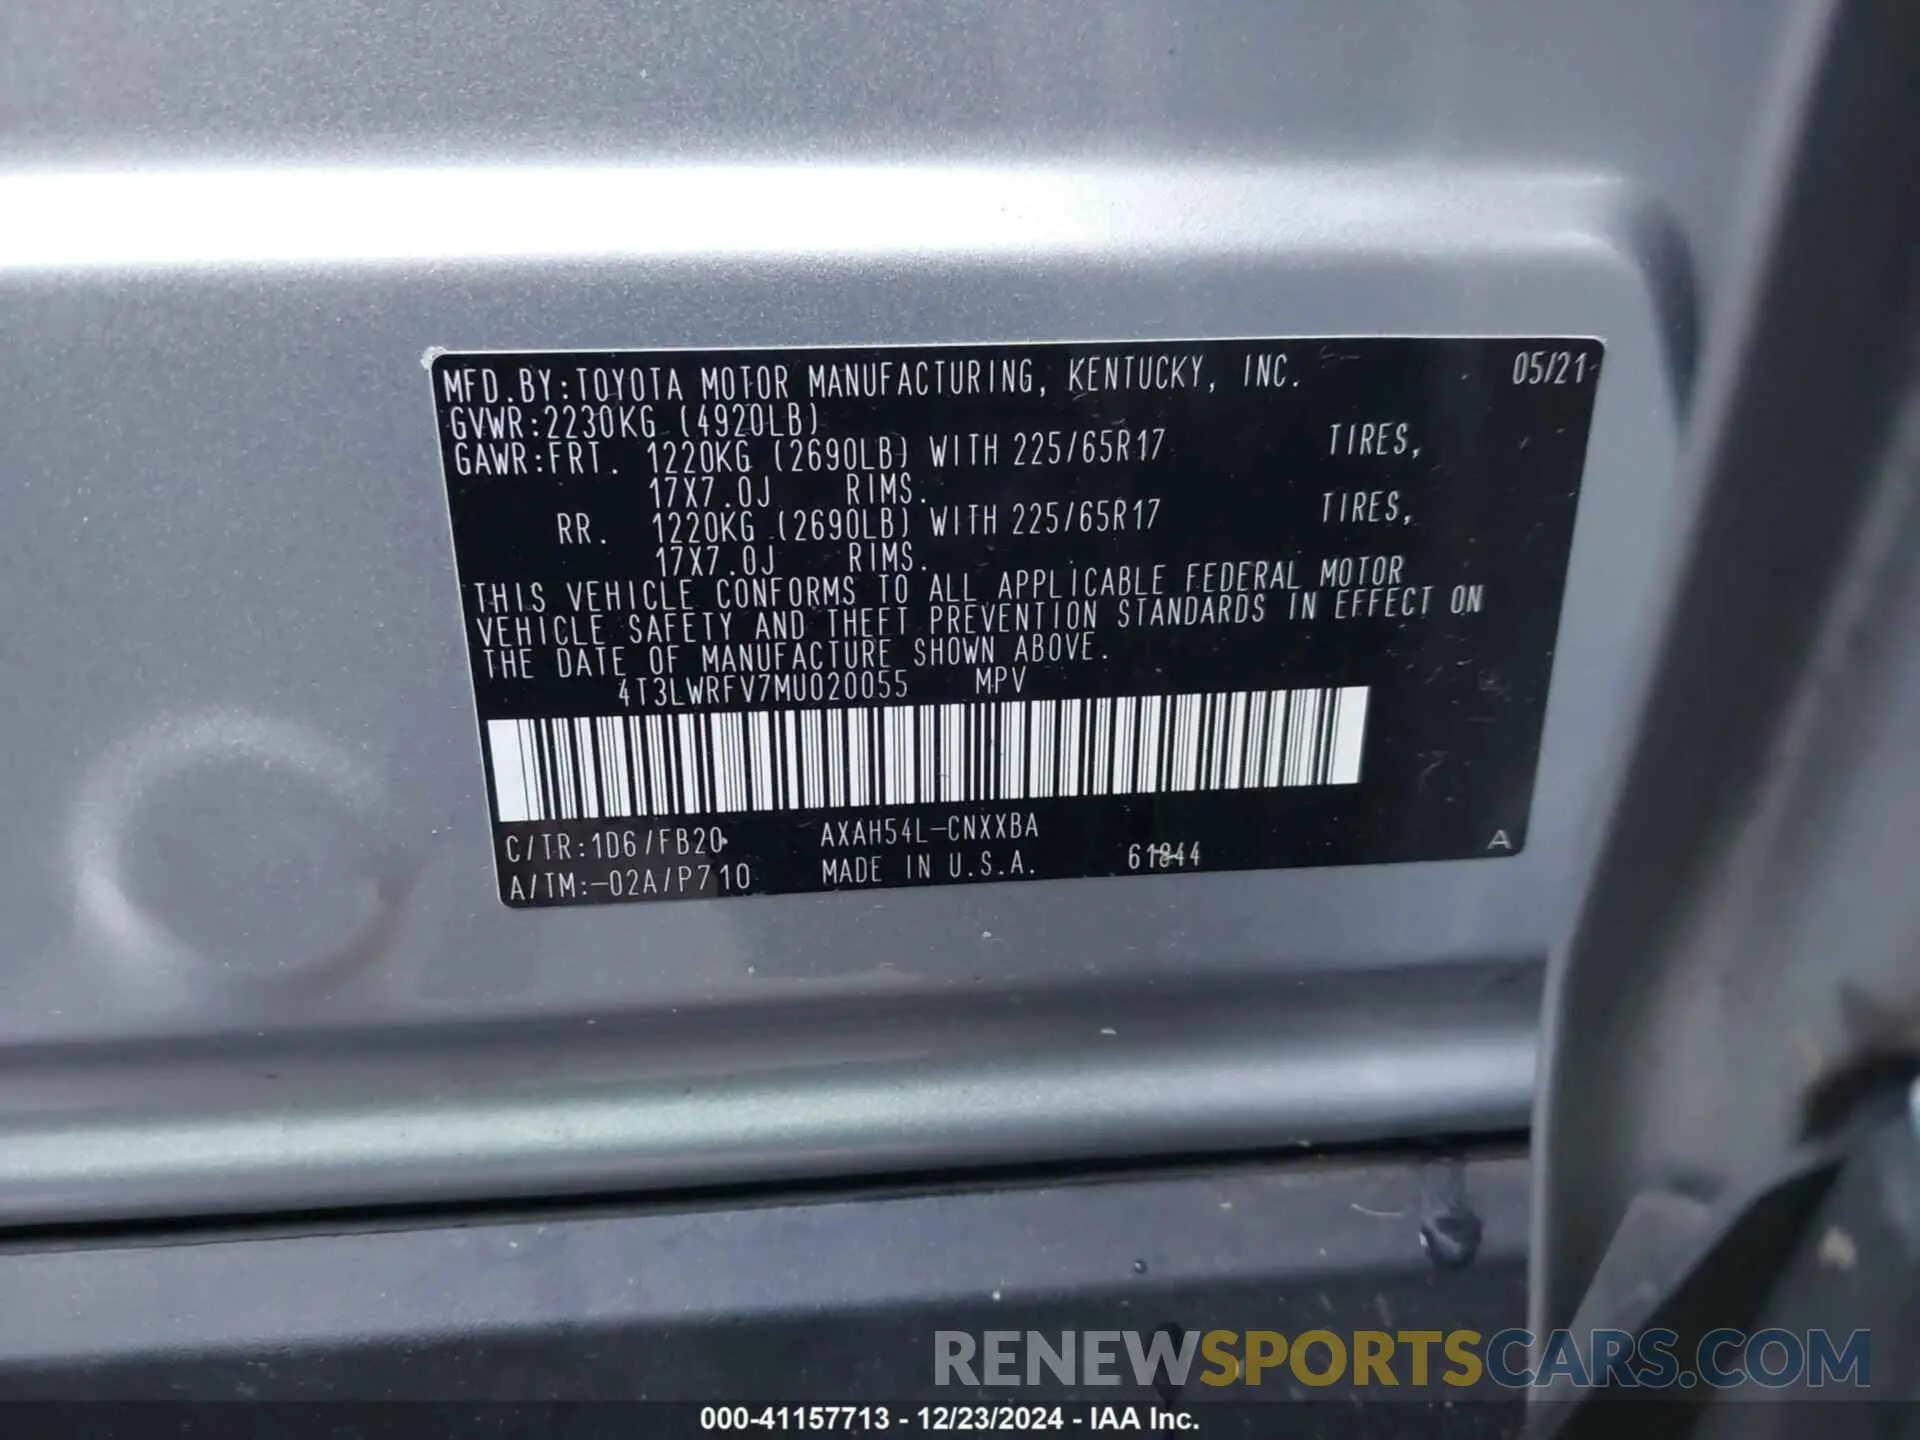 MFD.BY:TOYOTA MOTOR MANUFACTURING, KENTUCKY, INC. 05/21
GVWR:2230KG (4920LB)
GAWR:FRT. 1220KG (2690LB) WITH 225/65R17 TIRES,
17X7.0J RIMS.
RR. 1220KG (2690LB) WITH 225/65R17 TIRES,
17X7.0J RIMS.
THIS VEHICLE CONFORMS TO ALL APPLICABLE FEDERAL MOTOR
VEHICLE SAFETY AND THEFT PREVENTION STANDARDS IN EFFECT ON
THE DATE OF MANUFACTURE SHOWN ABOVE.
4T3LWRFV7MU020055 MPV
C/TR:1D6/FB20 AXAH54L-CNXXBA
A/TM:-02A/P710 MADE IN U.S.A. 61844 A
RENEWSPORTSCARS.COM
000-41157713 - 12/23/2024 - IAA Inc.